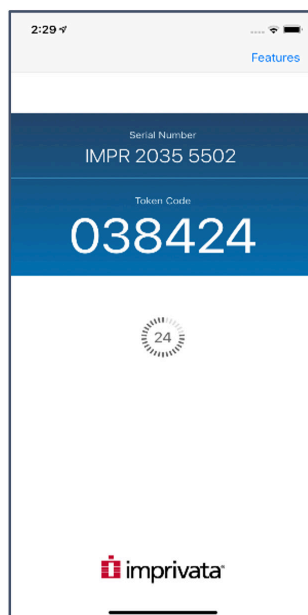 2:29
Features
Serial Number
IMPR 2035 5502
Token Code
038424
24
imprivata®